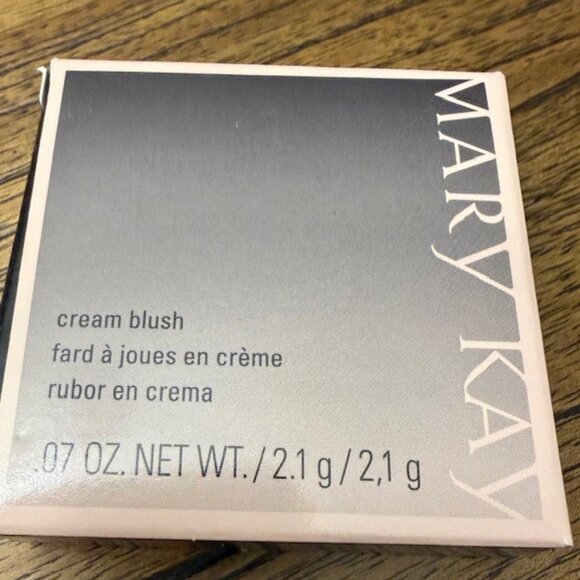 MARY KAY
cream blush
fard à joues en crème
rubor en crema
.07 OZ. NET WT. / 2.1 g / 2,1 g